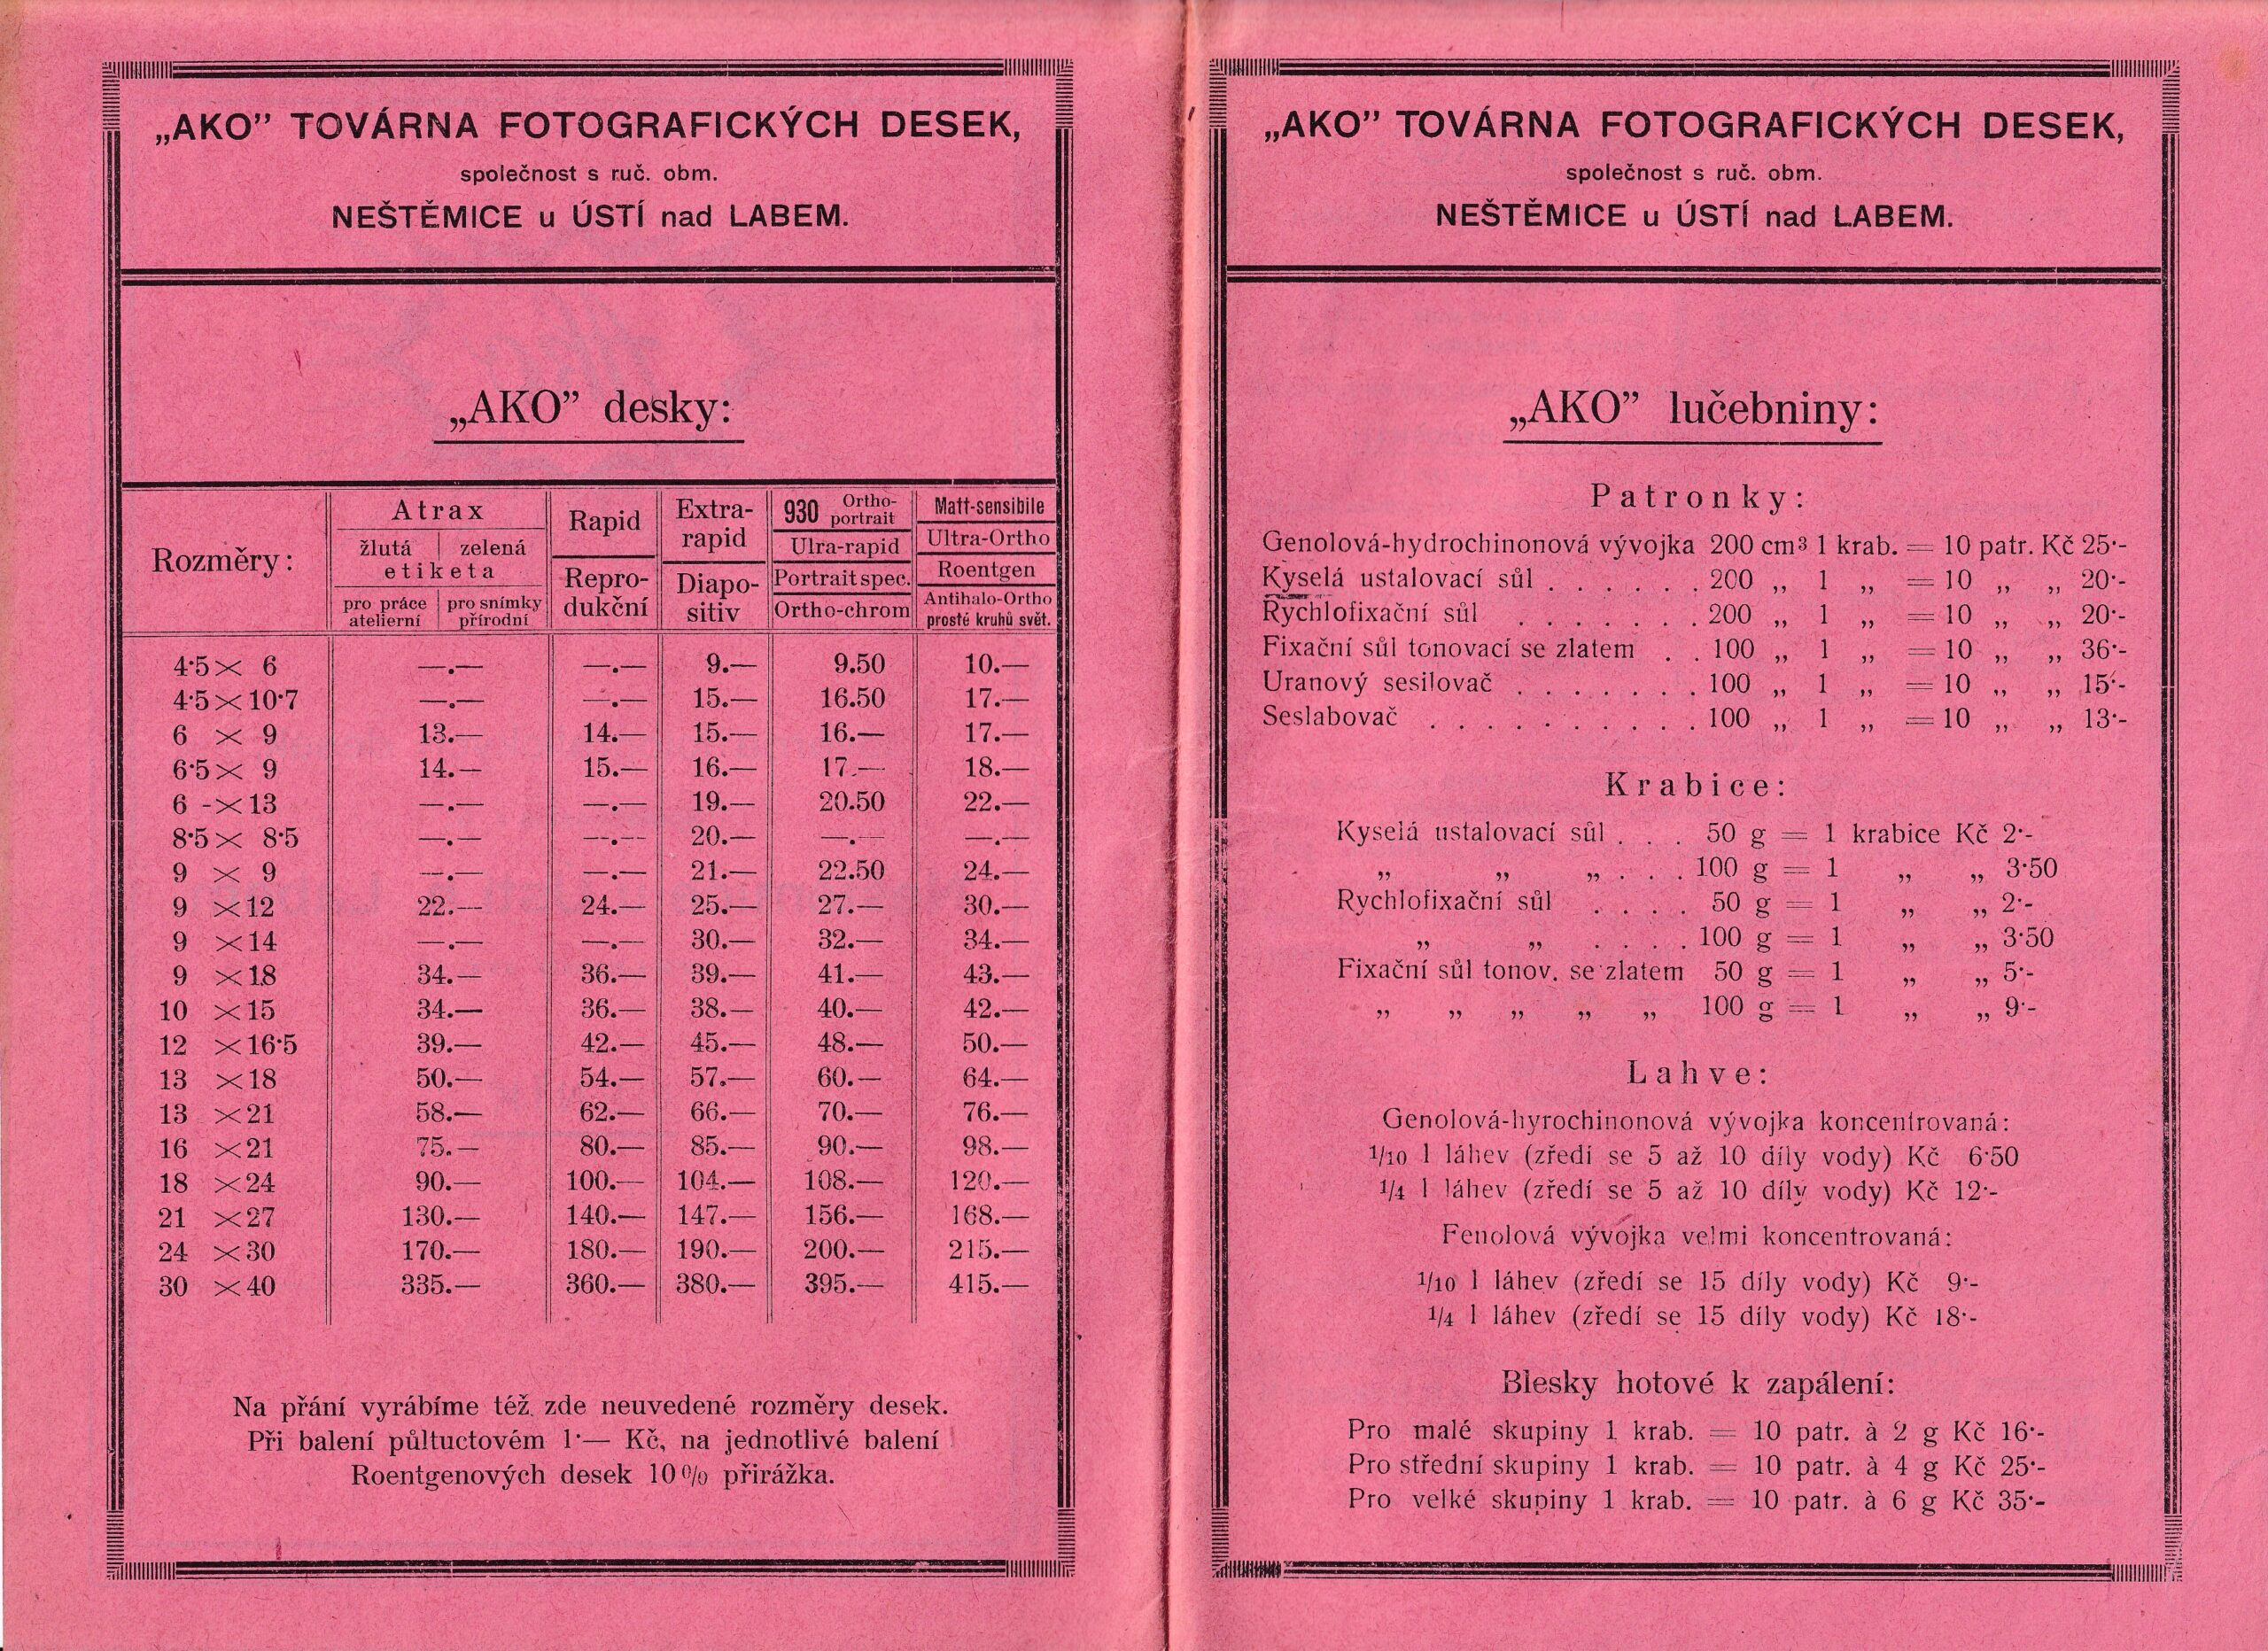 „AKO” TOVÁRNA FOTOGRAFICKÝCH DESEK,
společnost s ruč. obm.
NEŠTĚMICE u ÚSTÍ nad LABEM.
„AKO” desky:
Rozměry: Atrax žlutá zelená etiketa pro práce atelierní pro snímky přírodní Rapid Reprodukční Extra-rapid Diapositiv 930 Ortho-portrait Ulra-rapid Portrait spec. Ortho-chrom Matt-sensibile Ultra-Ortho Roentgen Antihalo-Ortho prosté kruhů svět.
4·5 × 6 —.— —.— 9.— 9.50 10.—
4·5 × 10·7 —.— —.— 15.— 16.50 17.—
6 × 9 13.— 14.— 15.— 16.— 17.—
6·5 × 9 14.— 15.— 16.— 17.— 18.—
6 -× 13 —.— —.— 19.— 20.50 22.—
8·5 × 8·5 —.— —.— 20.— —.— —.—
9 × 9 —.— —.— 21.— 22.50 24.—
9 × 12 22.— 24.— 25.— 27.— 30.—
9 × 14 —.— —.— 30.— 32.— 34.—
9 × 18 34.— 36.— 39.— 41.— 43.—
10 × 15 34.— 36.— 38.— 40.— 42.—
12 × 16·5 39.— 42.— 45.— 48.— 50.—
13 × 18 50.— 54.— 57.— 60.— 64.—
13 × 21 58.— 62.— 66.— 70.— 76.—
16 × 21 75.— 80.— 85.— 90.— 98.—
18 × 24 90.— 100.— 104.— 108.— 120.—
21 × 27 130.— 140.— 147.— 156.— 168.—
24 × 30 170.— 180.— 190.— 200.— 215.—
30 × 40 335.— 360.— 380.— 395.— 415.—
Na přání vyrábíme též zde neuvedené rozměry desek.
Při balení půltuctovém 1·— Kč, na jednotlivé balení
Roentgenových desek 10% přirážka.
„AKO” TOVÁRNA FOTOGRAFICKÝCH DESEK,
společnost s ruč. obm.
NEŠTĚMICE u ÚSTÍ nad LABEM.
„AKO” lučebniny:
Patronky:
Genolová-hydrochinonová vývojka 200 cm³ 1 krab. = 10 patr. Kč 25·-
Kyselá ustalovací sůl . . . . . . 200 „ 1 „ = 10 „ „ 20·-
Rychlofixační sůl . . . . . . . 200 „ 1 „ = 10 „ „ 20·-
Fixační sůl tonovací se zlatem . . 100 „ 1 „ = 10 „ „ 36·-
Uranový sesilovač . . . . . . . 100 „ 1 „ = 10 „ „ 15·-
Seslabovač . . . . . . . . . . 100 „ 1 „ = 10 „ „ 13·-
Krabice:
Kyselá ustalovací sůl . . . 50 g = 1 krabice Kč 2·-
„ „ „ . . . 100 g = 1 „ „ 3·50
Rychlofixační sůl . . . . 50 g = 1 „ „ 2·-
„ „ . . . . 100 g = 1 „ „ 3·50
Fixační sůl tonov. se zlatem 50 g = 1 „ „ 5·-
„ „ „ „ „ 100 g = 1 „ „ 9·-
Lahve:
Genolová-hyrochinonová vývojka koncentrovaná:
1/10 l láhev (zředí se 5 až 10 díly vody) Kč 6·50
1/4 l láhev (zředí se 5 až 10 díly vody) Kč 12·-
Fenolová vývojka velmi koncentrovaná:
1/10 l láhev (zředí se 15 díly vody) Kč 9·-
1/4 l láhev (zředí se 15 díly vody) Kč 18·-
Blesky hotové k zapálení:
Pro malé skupiny 1 krab. = 10 patr. à 2 g Kč 16·-
Pro střední skupiny 1 krab. = 10 patr. à 4 g Kč 25·-
Pro velké skupiny 1 krab. = 10 patr. à 6 g Kč 35·-